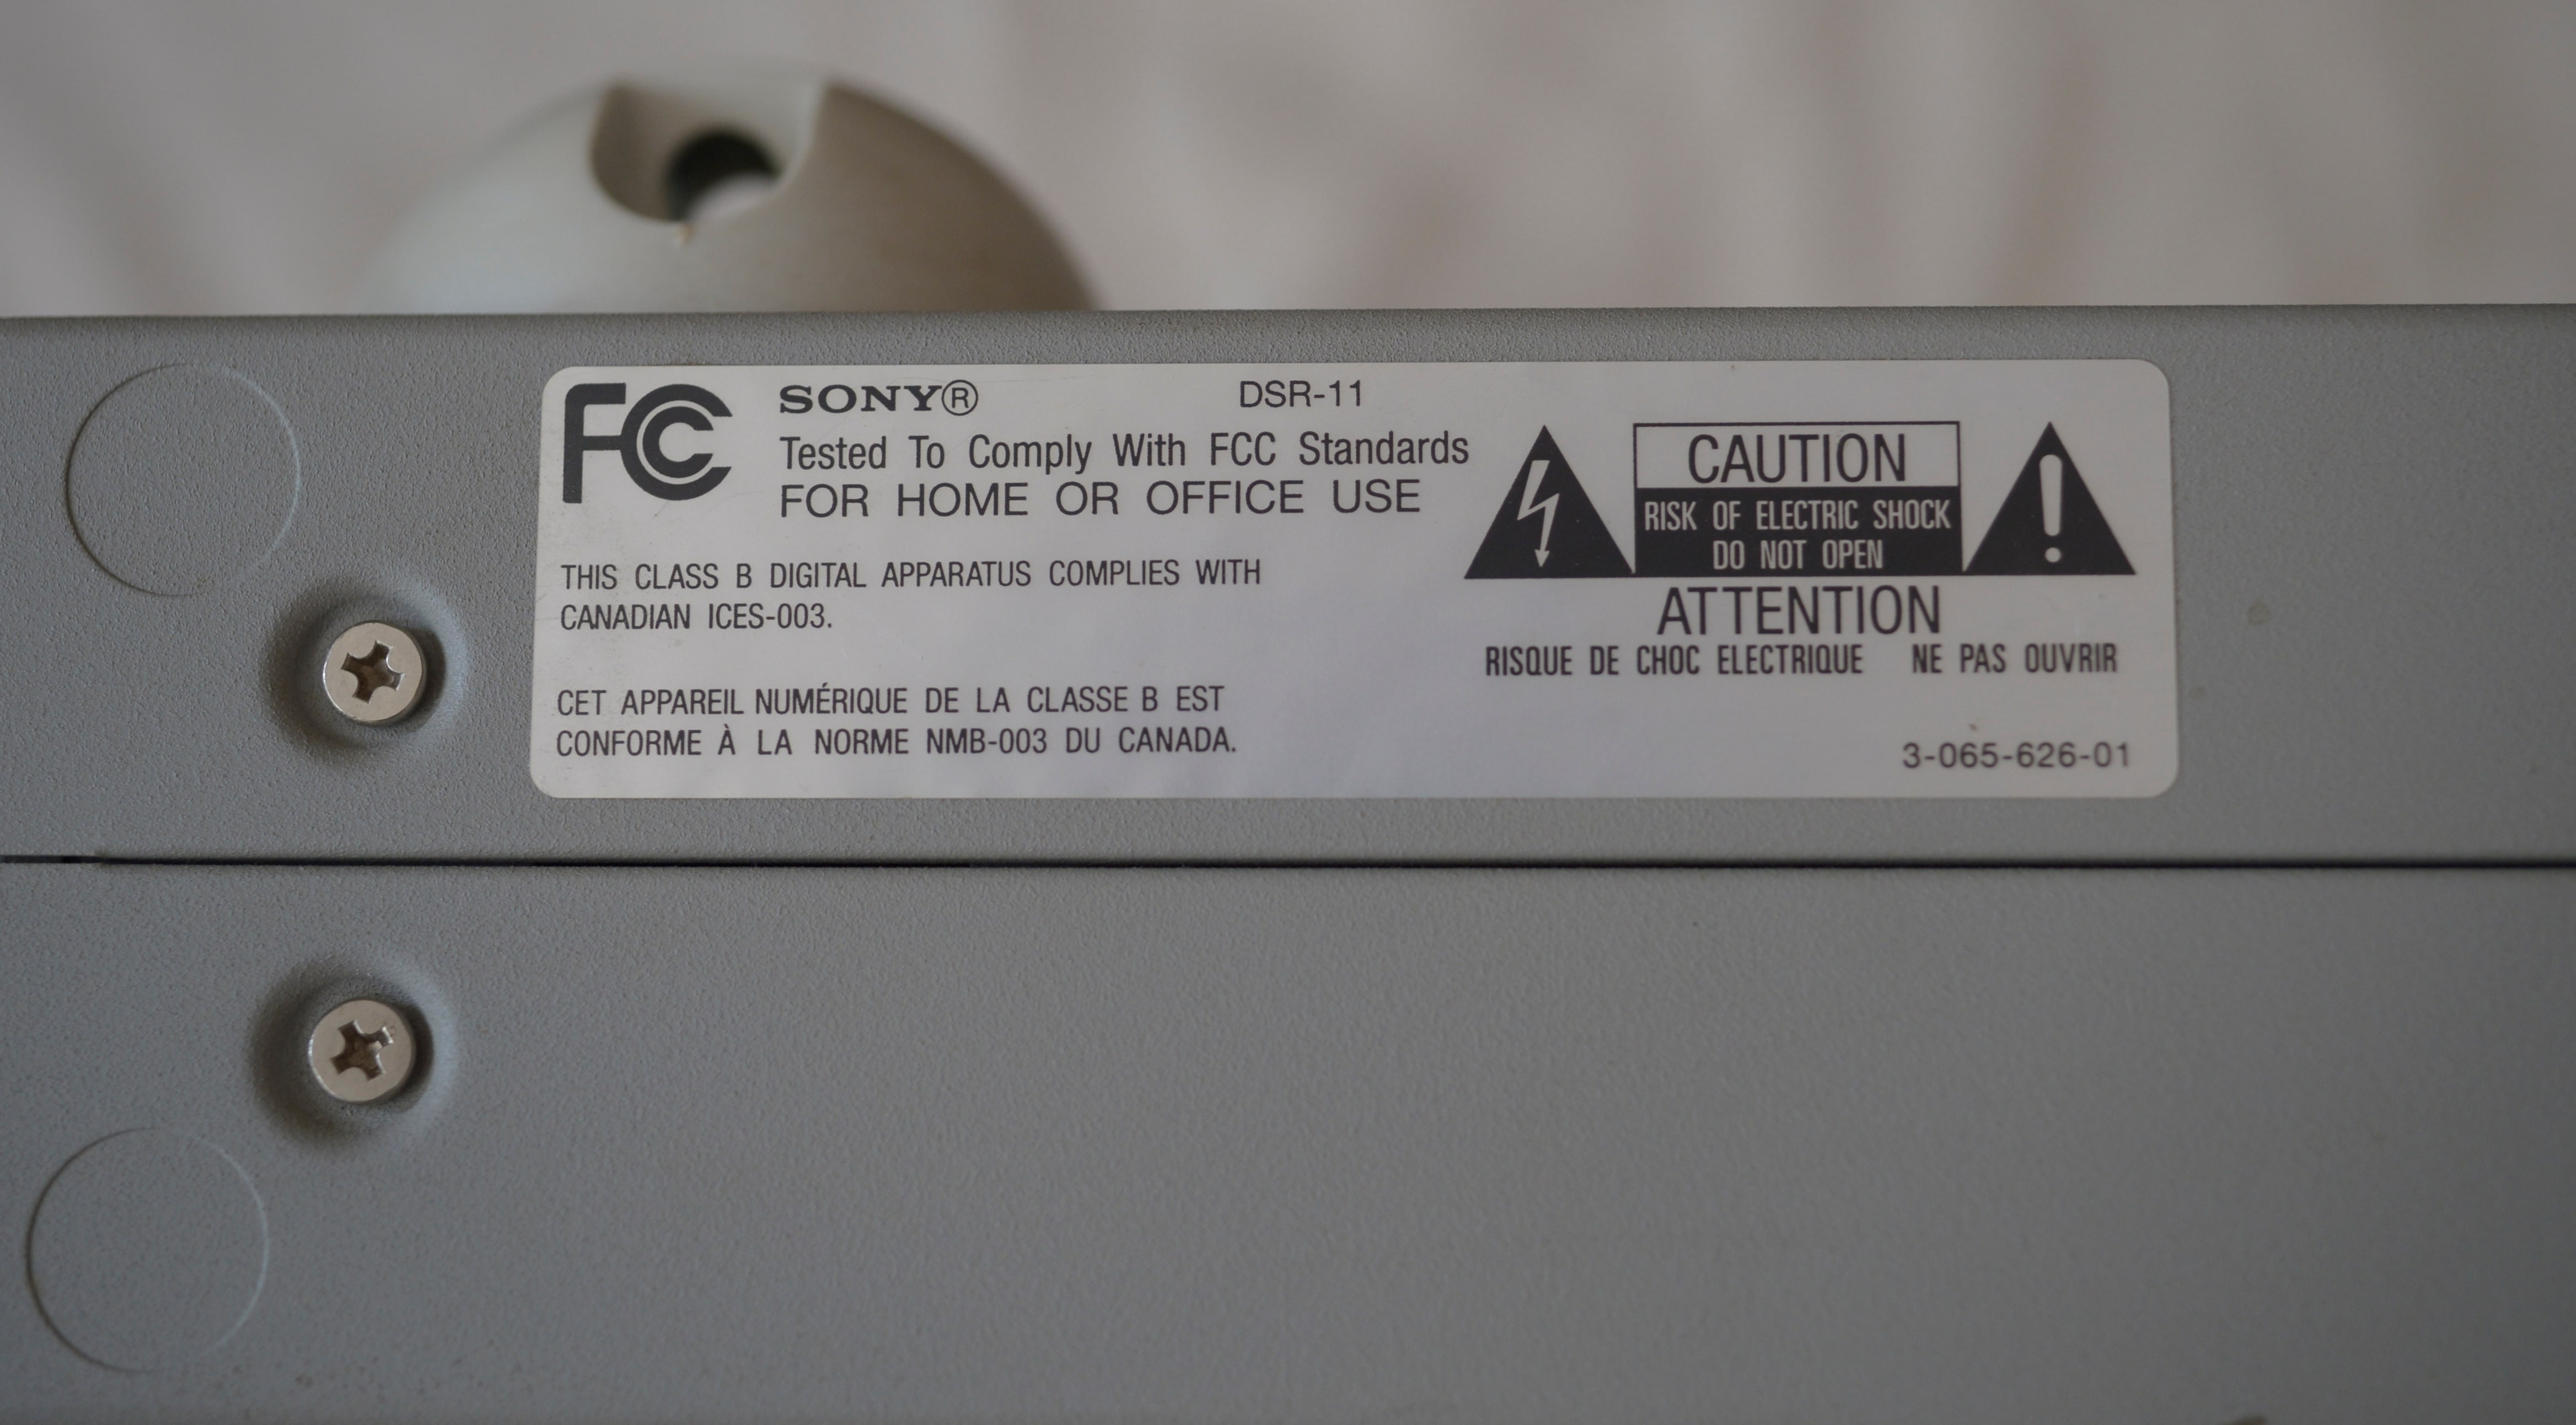 FC SONY® DSR-11
Tested To Comply With FCC Standards
FOR HOME OR OFFICE USE
THIS CLASS B DIGITAL APPARATUS COMPLIES WITH
CANADIAN ICES-003.
CET APPAREIL NUMÉRIQUE DE LA CLASSE B EST
CONFORME À LA NORME NMB-003 DU CANADA.
CAUTION
RISK OF ELECTRIC SHOCK
DO NOT OPEN
ATTENTION
RISQUE DE CHOC ELECTRIQUE NE PAS OUVRIR
3-065-626-01